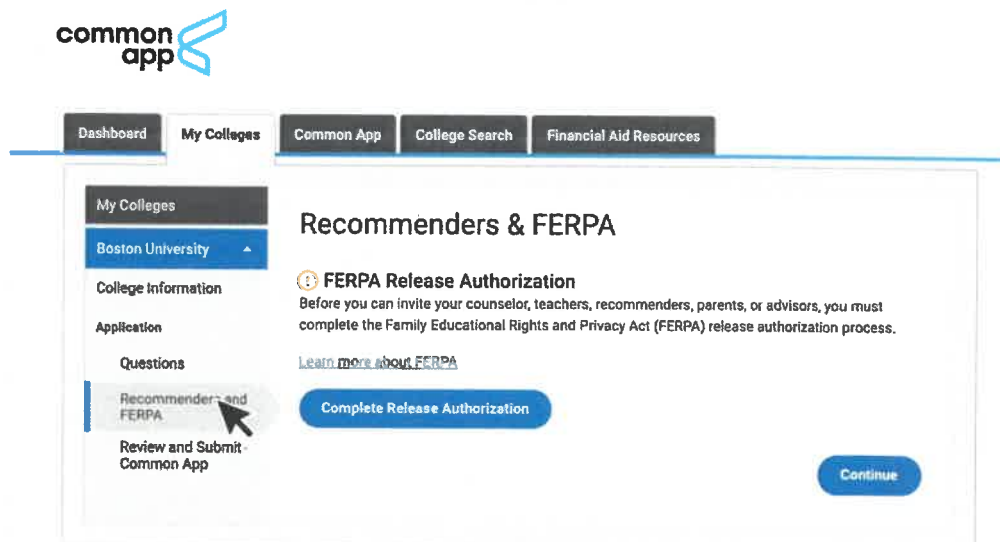 common
app
Dashboard
My Colleges
Common App
College Search
Financial Aid Resources
My Colleges
Boston University
College Information
Application
Questions
Recommenders and
FERPA
Review and Submit -
Common App
Recommenders & FERPA
FERPA Release Authorization
Before you can invite your counselor, teachers, recommenders, parents, or advisors, you must
complete the Family Educational Rights and Privacy Act (FERPA) release authorization process.
Learn more about FERPA
Complete Release Authorization
Continue